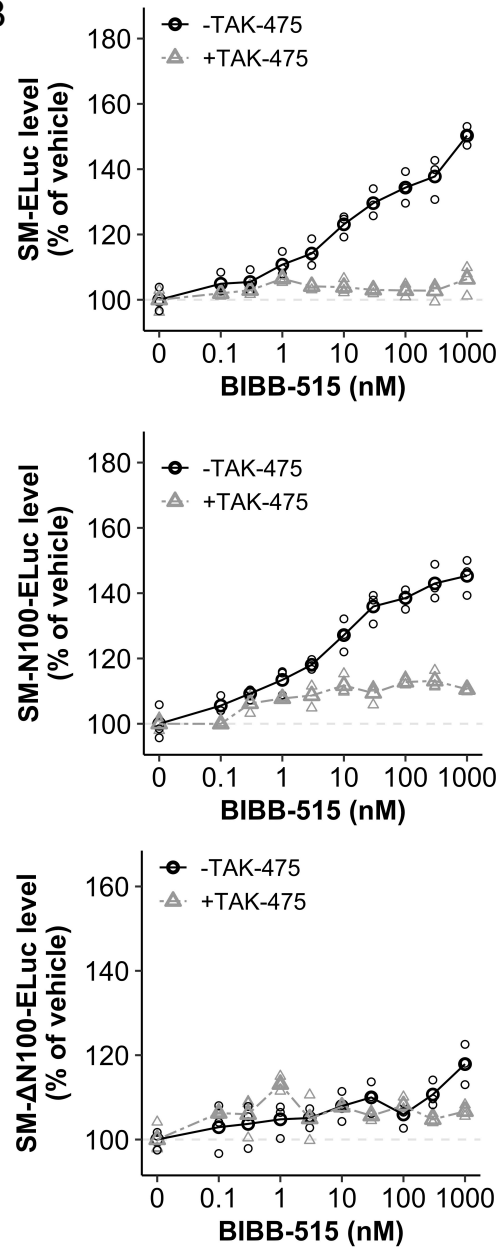 B
-TAK-475
+TAK-475
SM-ELuc level
(% of vehicle)
180
160
140
120
100
0 0.1 1 10 100 1000
BIBB-515 (nM)
-TAK-475
+TAK-475
SM-N100-ELuc level
(% of vehicle)
180
160
140
120
100
0 0.1 1 10 100 1000
BIBB-515 (nM)
-TAK-475
+TAK-475
SM-ΔN100-ELuc level
(% of vehicle)
160
140
120
100
0 0.1 1 10 100 1000
BIBB-515 (nM)